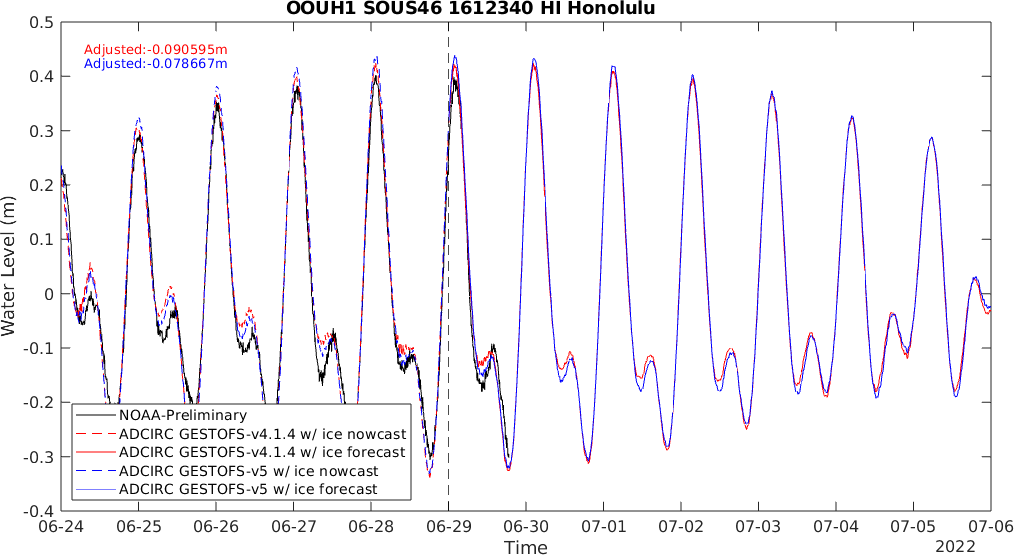 OOUH1 SOUS46 1612340 HI Honolulu
Adjusted:-0.090595m
Adjusted:-0.078667m
0.5
0.4
0.3
0.2
0.1
0
-0.1
-0.2
-0.3
-0.4
Water Level (m)
NOAA-Preliminary
ADCIRC GESTOFS-v4.1.4 w/ ice nowcast
ADCIRC GESTOFS-v4.1.4 w/ ice forecast
ADCIRC GESTOFS-v5 w/ ice nowcast
ADCIRC GESTOFS-v5 w/ ice forecast
06-24 06-25 06-26 06-27 06-28 06-29 06-30 07-01 07-02 07-03 07-04 07-05 07-06
Time
2022